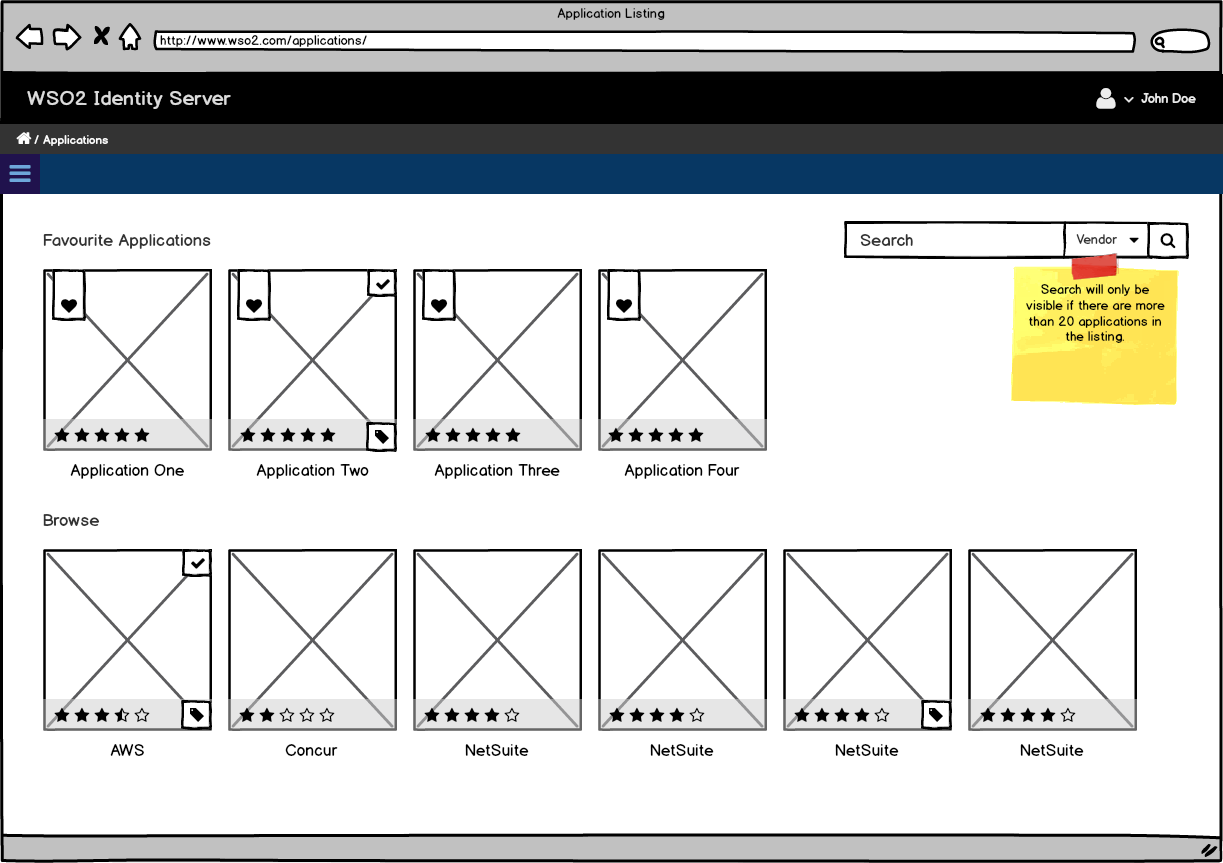 Application Listing
http://www.wso2.com/applications/
WSO2 Identity Server
John Doe
/ Applications
Favourite Applications
Search
Vendor
Search will only be
visible if there are more
than 20 applications in
the listing.
Application One
Application Two
Application Three
Application Four
Browse
AWS
Concur
NetSuite
NetSuite
NetSuite
NetSuite